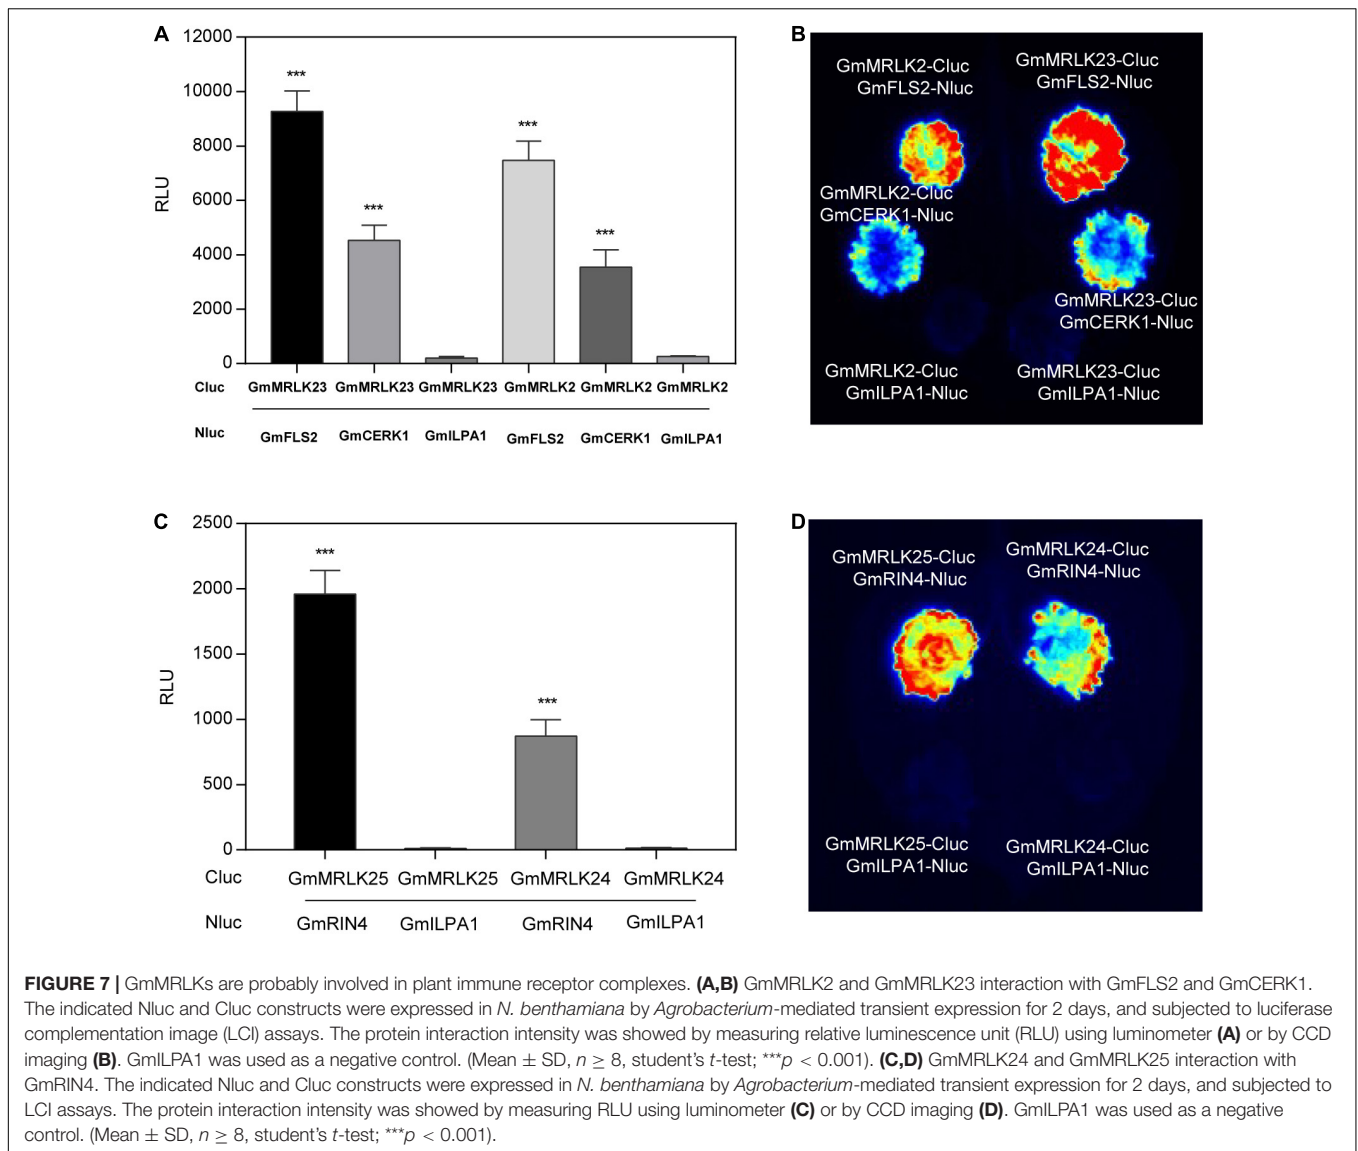 A
12000
10000
8000
6000
4000
2000
0
RLU
***
***
***
***
Cluc GmMRLK23 GmMRLK23 GmMRLK23 GmMRLK2 GmMRLK2 GmMRLK2
Nluc GmFLS2 GmCERK1 GmILPA1 GmFLS2 GmCERK1 GmILPA1
B
GmMRLK2-Cluc
GmFLS2-Nluc
GmMRLK23-Cluc
GmFLS2-Nluc
GmMRLK2-Cluc
GmCERK1-Nluc
GmMRLK23-Cluc
GmCERK1-Nluc
GmMRLK2-Cluc
GmILPA1-Nluc
GmMRLK23-Cluc
GmILPA1-Nluc
C
2500
2000
1500
1000
500
0
RLU
***
***
Cluc GmMRLK25 GmMRLK25 GmMRLK24 GmMRLK24
Nluc GmRIN4 GmILPA1 GmRIN4 GmILPA1
D
GmMRLK25-Cluc
GmRIN4-Nluc
GmMRLK24-Cluc
GmRIN4-Nluc
GmMRLK25-Cluc
GmILPA1-Nluc
GmMRLK24-Cluc
GmILPA1-Nluc
FIGURE 7 | GmMRLKs are probably involved in plant immune receptor complexes. (A,B) GmMRLK2 and GmMRLK23 interaction with GmFLS2 and GmCERK1.
The indicated Nluc and Cluc constructs were expressed in N. benthamiana by Agrobacterium-mediated transient expression for 2 days, and subjected to luciferase
complementation image (LCI) assays. The protein interaction intensity was showed by measuring relative luminescence unit (RLU) using luminometer (A) or by CCD
imaging (B). GmILPA1 was used as a negative control. (Mean ± SD, n ≥ 8, student's t-test; ***p < 0.001). (C,D) GmMRLK24 and GmMRLK25 interaction with
GmRIN4. The indicated Nluc and Cluc constructs were expressed in N. benthamiana by Agrobacterium-mediated transient expression for 2 days, and subjected to
LCI assays. The protein interaction intensity was showed by measuring RLU using luminometer (C) or by CCD imaging (D). GmILPA1 was used as a negative
control. (Mean ± SD, n ≥ 8, student's t-test; ***p < 0.001).